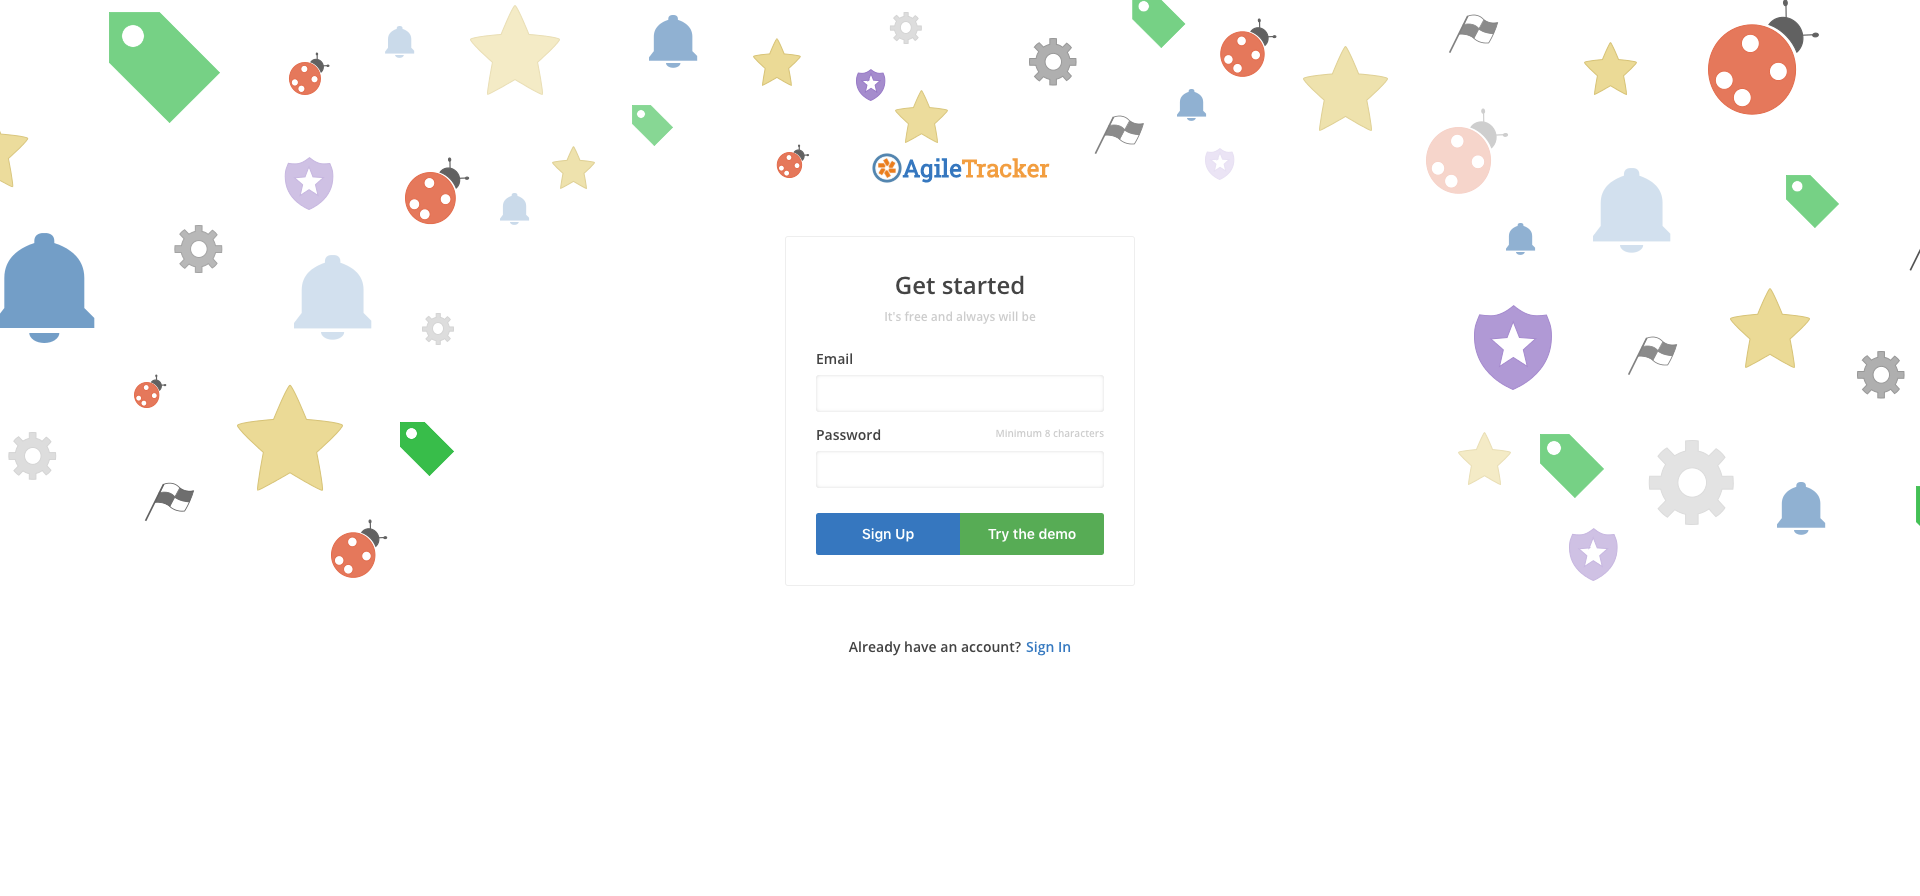 AgileTracker
Get started
It's free and always will be
Email
Password
Minimum 8 characters
Sign Up
Try the demo
Already have an account? Sign In